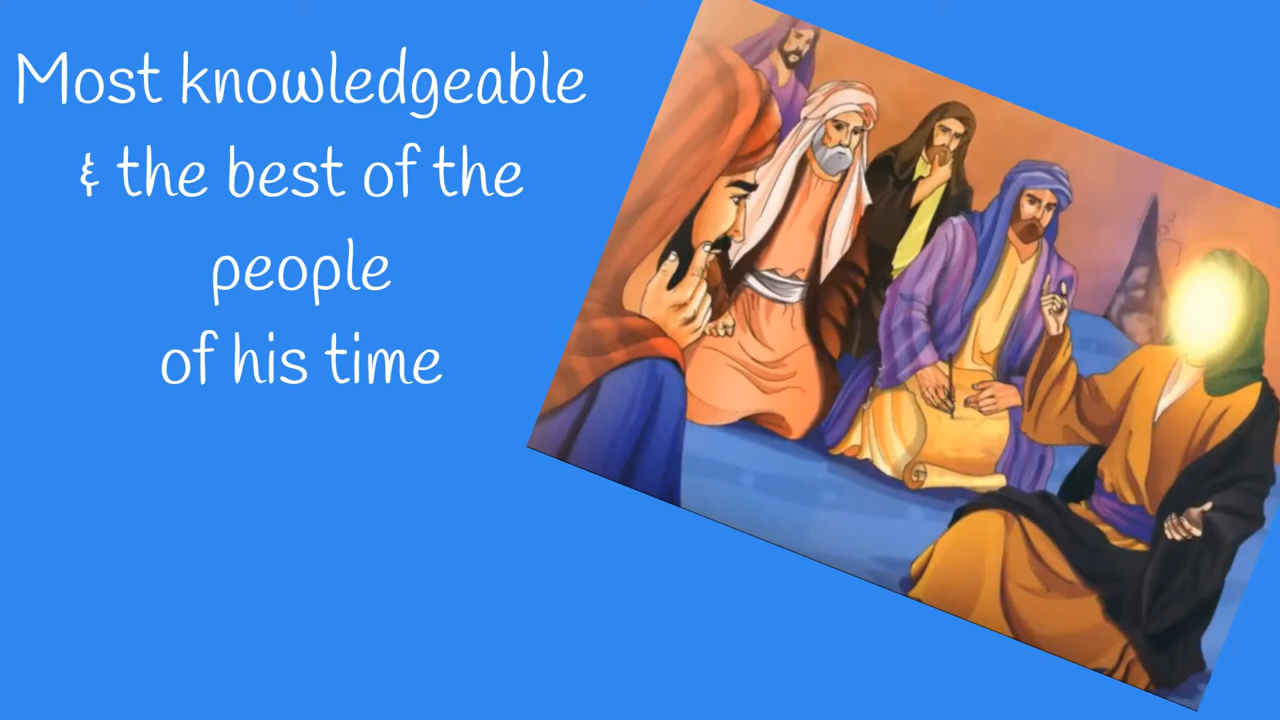 Most knowledgeable
& the best of the
people
of his time